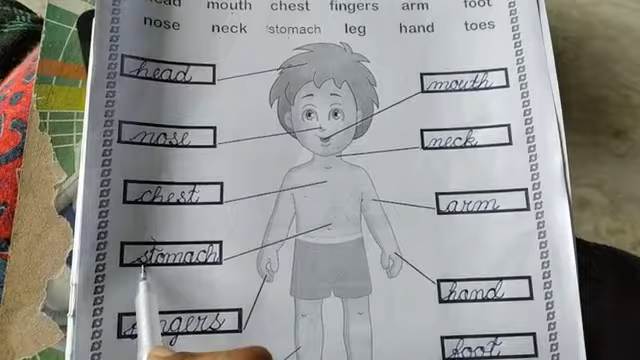 head mouth chest fingers arm foot
nose neck stomach leg hand toes
head
mouth
nose
neck
chest
arm
stomach
hand
fingers
foot